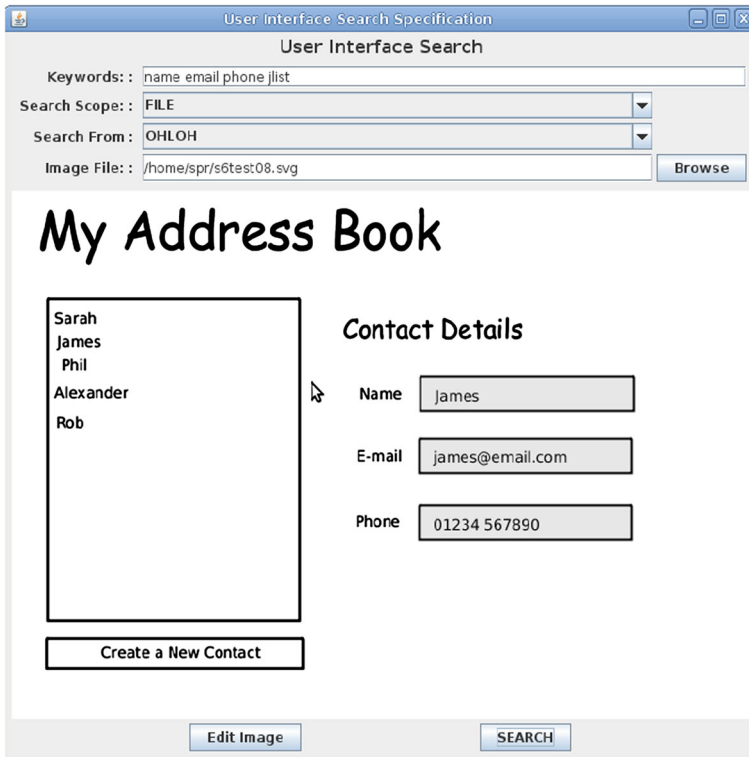 User Interface Search Specification
User Interface Search
Keywords: : name email phone jlist
Search Scope: : FILE
Search From : OHLOH
Image File: : /home/spr/s6test08.svg Browse
My Address Book
Sarah
James
Phil
Alexander
Rob
Create a New Contact
Contact Details
Name James
E-mail james@email.com
Phone 01234 567890
Edit Image SEARCH